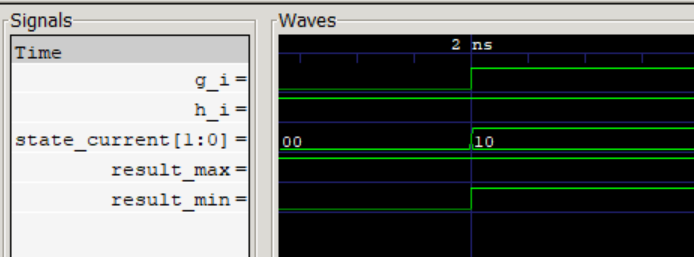 Signals
Waves
Time
2 ns
g_i=
h_i=
state_current[1:0]=
00
10
result_max=
result_min=